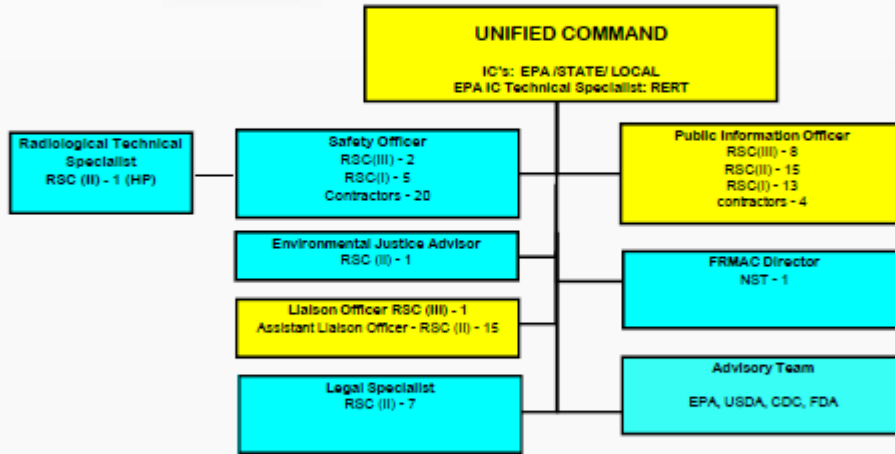 UNIFIED COMMAND
IC's: EPA /STATE/ LOCAL
EPA IC Technical Specialist: RERT
Radiological Technical
Specialist
RSC (II) - 1 (HP)
Safety Officer
RSC(III) - 2
RSC(I) - 5
Contractors - 20
Public Information Officer
RSC(III) - 8
RSC(II) - 15
RSC(I) - 13
contractors - 4
Environmental Justice Advisor
RSC (II) - 1
FRMAC Director
NST - 1
Liaison Officer RSC (III) - 1
Assistant Liaison Officer - RSC (II) - 15
Legal Specialist
RSC (II) - 7
Advisory Team
EPA, USDA, CDC, FDA